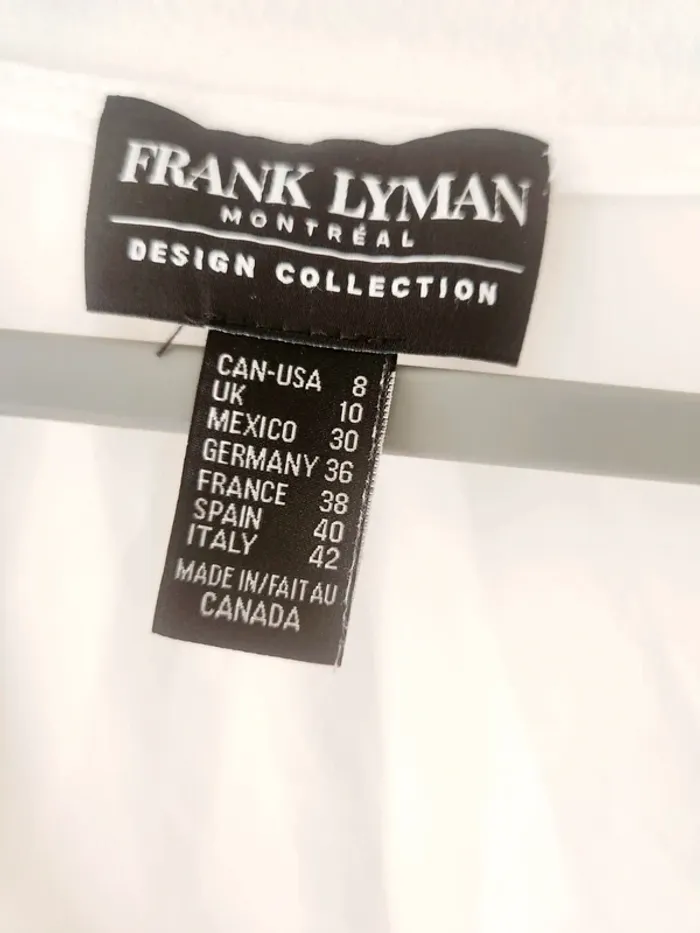 FRANK LYMAN
MONTRÉAL
DESIGN COLLECTION
CAN-USA 8
UK 10
MEXICO 30
GERMANY 36
FRANCE 38
SPAIN 40
ITALY 42
MADE IN/FAIT AU
CANADA